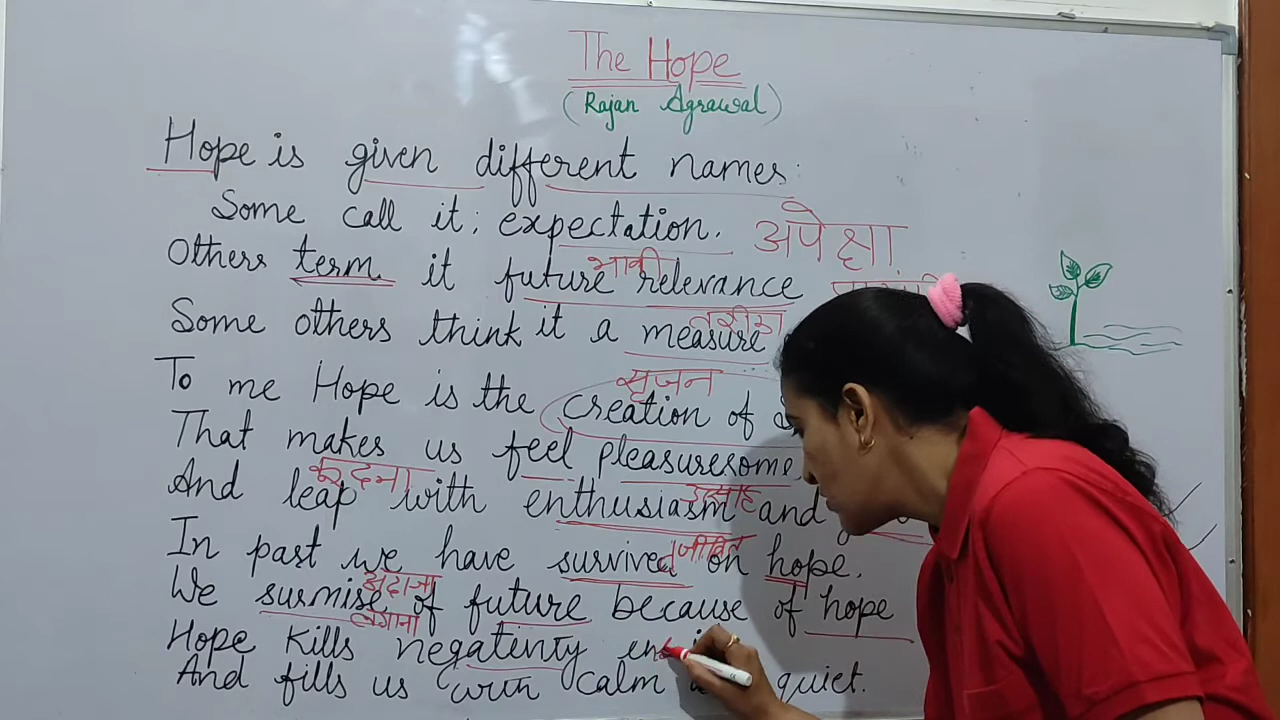 The Hope
(Rajan Agrawal)
Hope is given different names:
Some call it; expectation. अपेक्षा
भावी
Others term it future relevance
तरीका
Some others think it a measure
सृजन
To me Hope is the creation of
That makes us feel pleasuresome
कूदना उत्साह
And leap with enthusiasm and
जीवित
In past we have survived on hope.
अंदाजा
We surmise of future because of hope
लगाना
Hope kills negativity
And fills us with calm quiet.